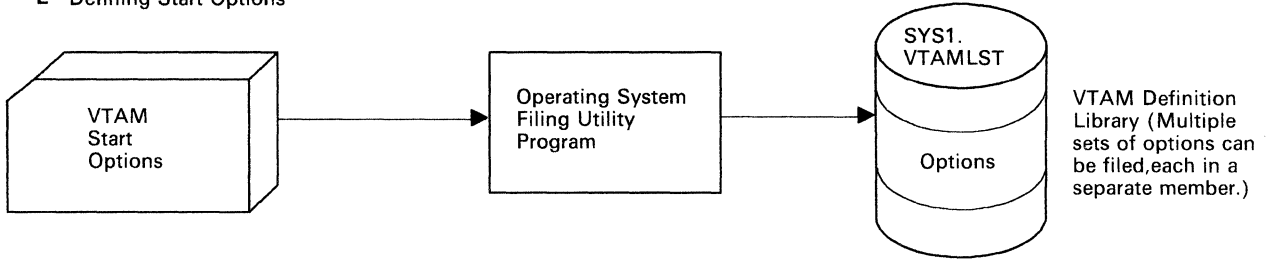 E Defining Start Options
VTAM
Start
Options
Operating System
Filing Utility
Program
SYS1.
VTAMLST
Options
VTAM Definition
Library (Multiple
sets of options can
be filed,each in a
separate member.)